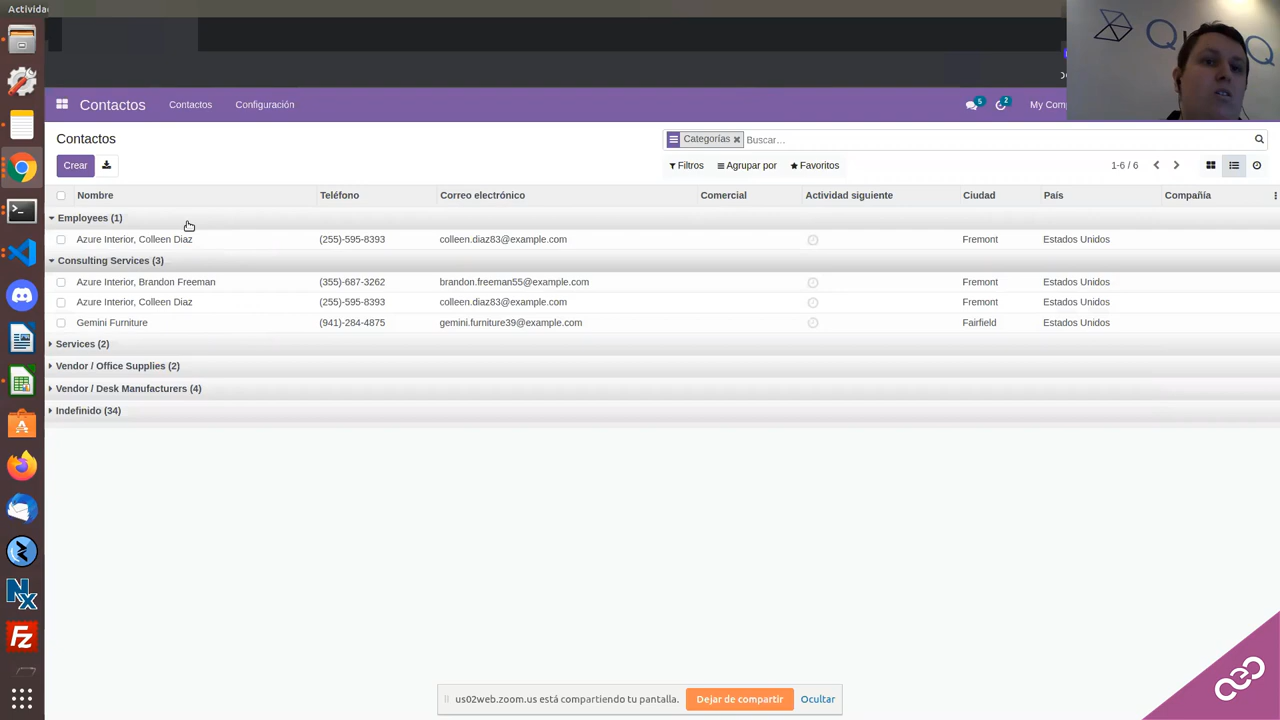 Activida
Contactos Contactos Configuración 5 2 My Comp
Contactos
Categorías Buscar...
Crear Filtros Agrupar por Favoritos 1-6 / 6
Nombre Teléfono Correo electrónico Comercial Actividad siguiente Ciudad País Compañía
Employees (1)
Azure Interior, Colleen Diaz (255)-595-8393 colleen.diaz83@example.com Fremont Estados Unidos
Consulting Services (3)
Azure Interior, Brandon Freeman (355)-687-3262 brandon.freeman55@example.com Fremont Estados Unidos
Azure Interior, Colleen Diaz (255)-595-8393 colleen.diaz83@example.com Fremont Estados Unidos
Gemini Furniture (941)-284-4875 gemini.furniture39@example.com Fairfield Estados Unidos
Services (2)
Vendor / Office Supplies (2)
Vendor / Desk Manufacturers (4)
Indefinido (34)
us02web.zoom.us está compartiendo tu pantalla. Dejar de compartir Ocultar